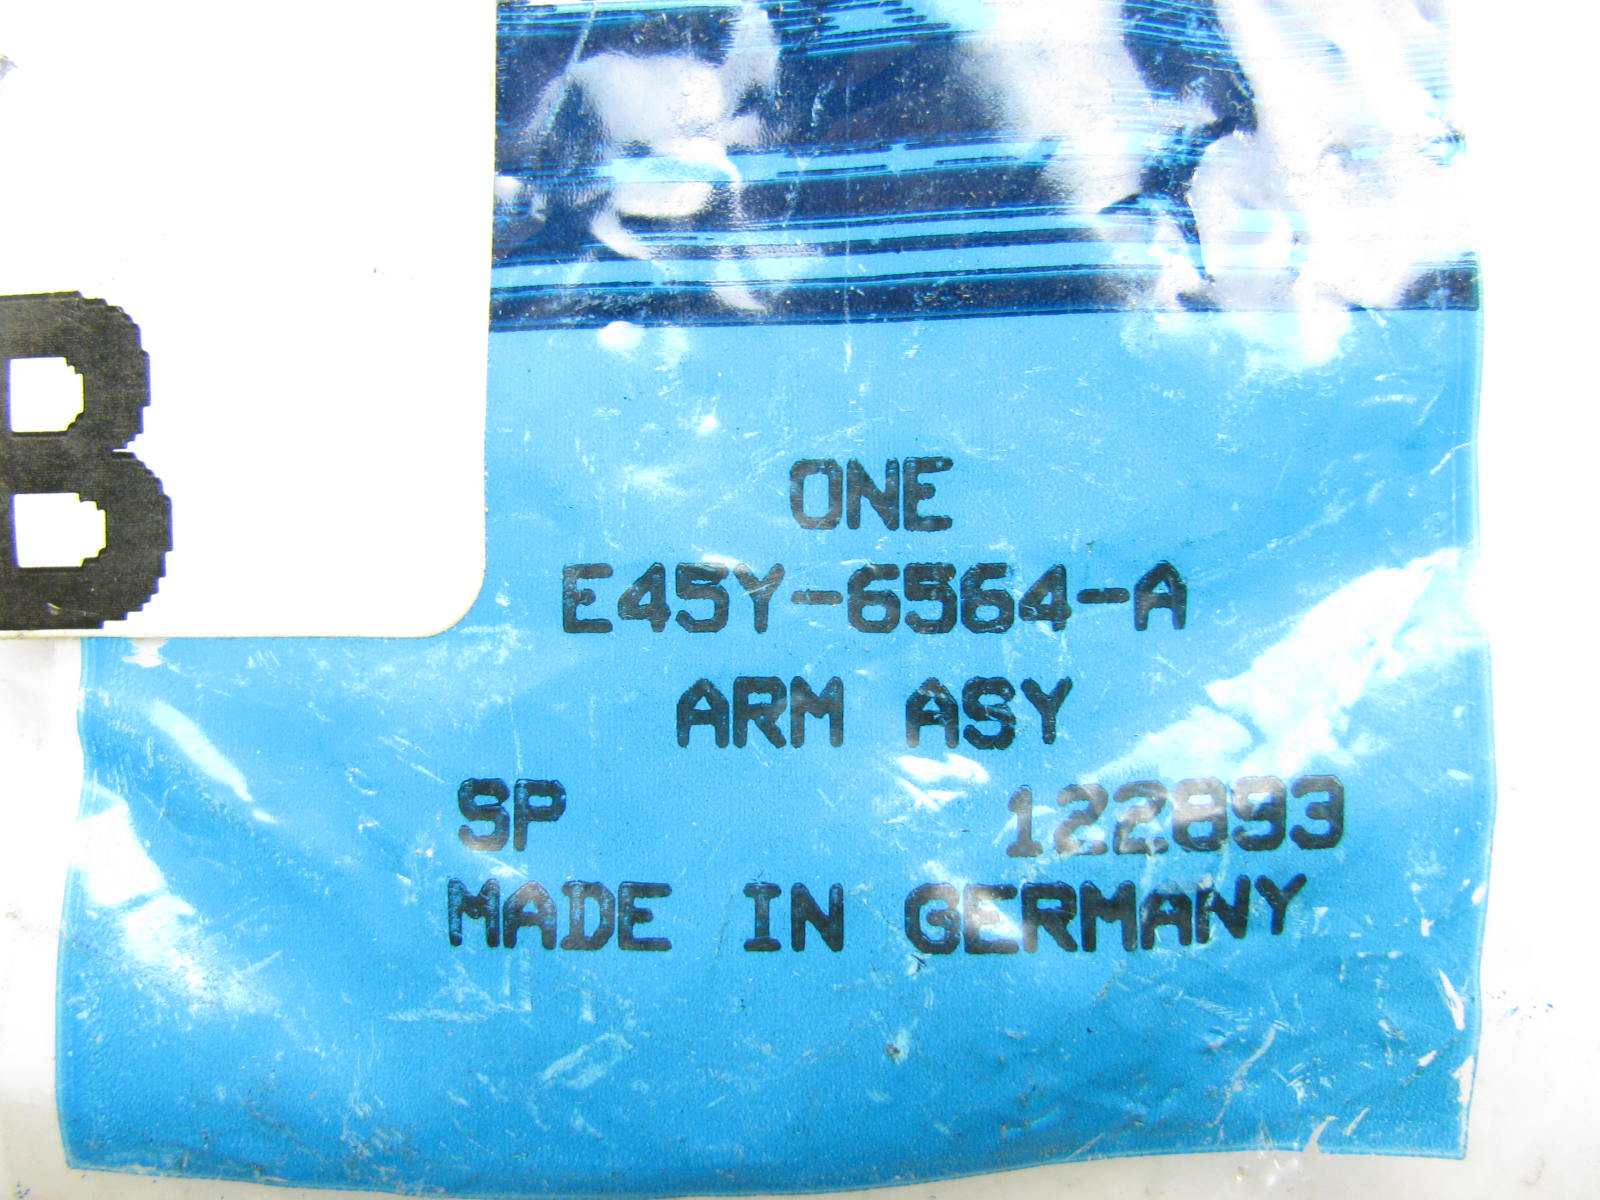 B
ONE
E45Y-6564-A
ARM ASY
SP 122893
MADE IN GERMANY